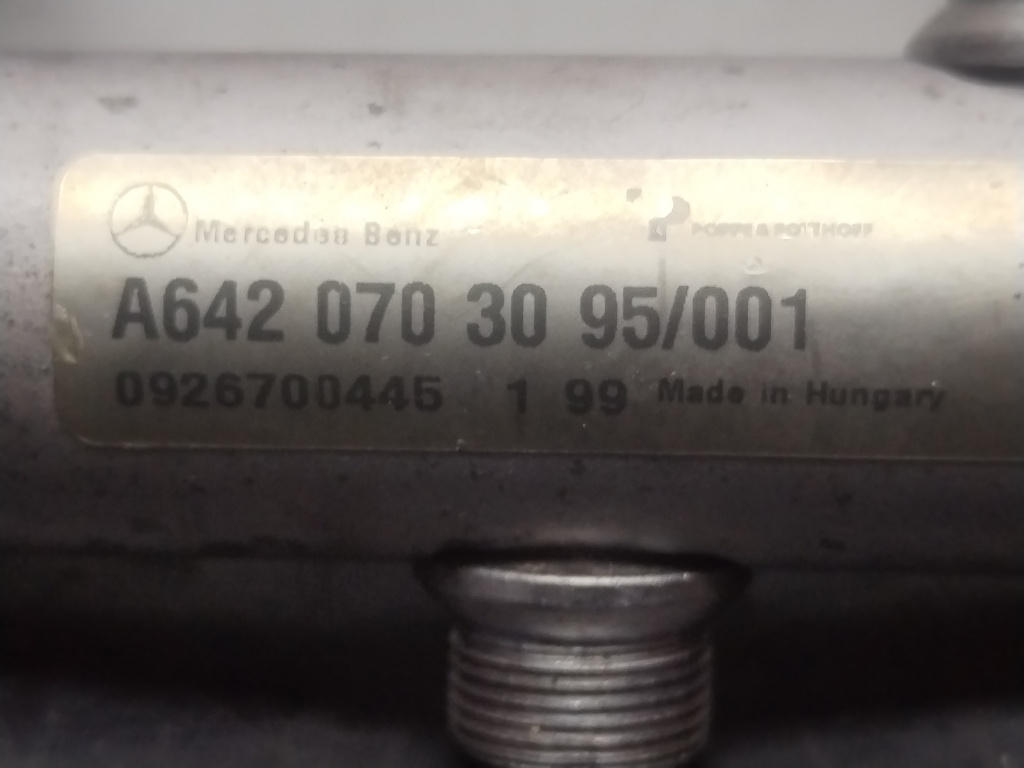 Mercedes Benz POPPE & POTTHOFF
A642 070 30 95/001
0926700445 1 99 Made in Hungary